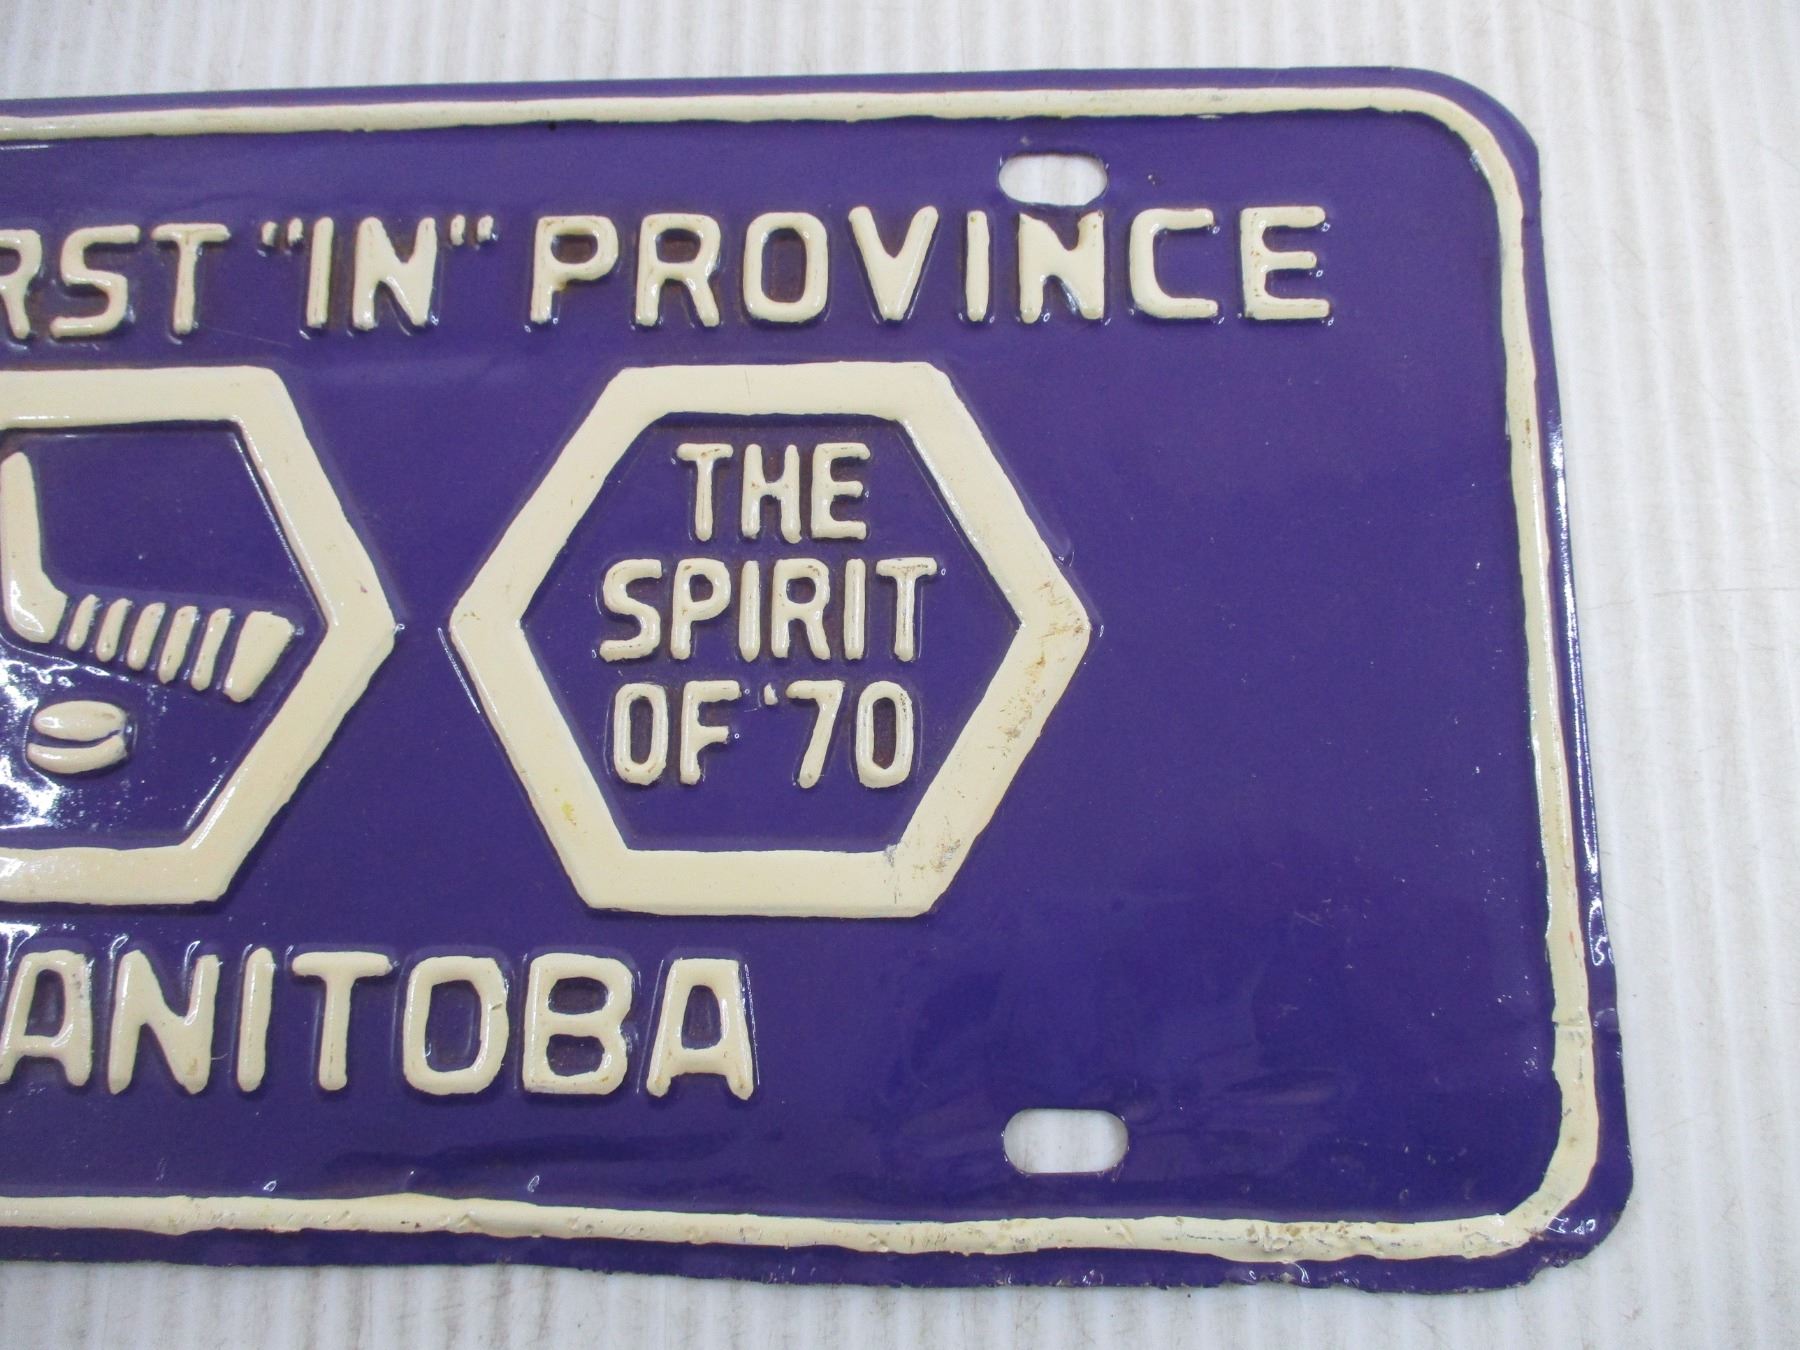 RST "IN" PROVINCE
THE
SPIRIT
OF '70
ANITOBA